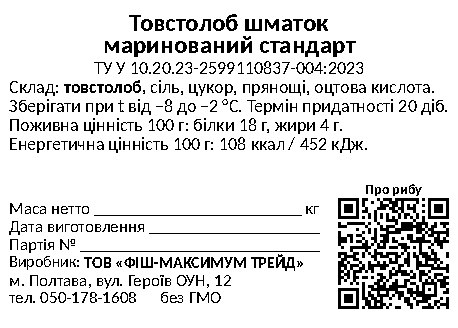 Товстолоб шматок
маринований стандарт
ТУ У 10.20.23-2599110837-004:2023
Склад: товстолоб, сіль, цукор, прянощі, оцтова кислота.
Зберігати при t від –8 до –2 °С. Термін придатності 20 діб.
Поживна цінність 100 г: білки 18 г, жири 4 г.
Енергетична цінність 100 г: 108 ккал / 452 кДж.
Про рибу
Маса нетто ________________________ кг
Дата виготовлення ____________________
Партія № ____________________________
Виробник: ТОВ «ФІШ-МАКСИМУМ ТРЕЙД»
м. Полтава, вул. Героїв ОУН, 12
тел. 050-178-1608 без ГМО